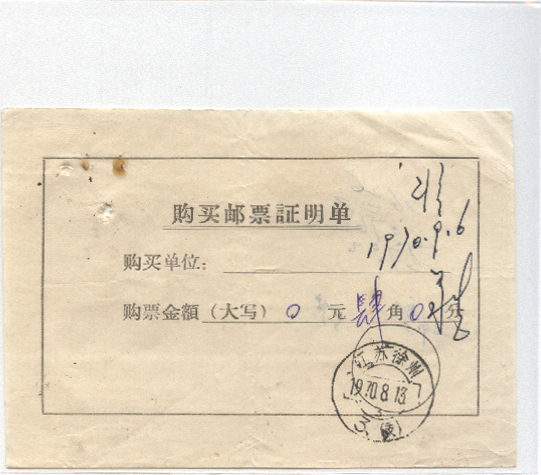 购买邮票証明单
1970.9.6
购买单位:
购票金額(大写) 0 元 肆 角 0 分
江苏徐州
1970.8.13